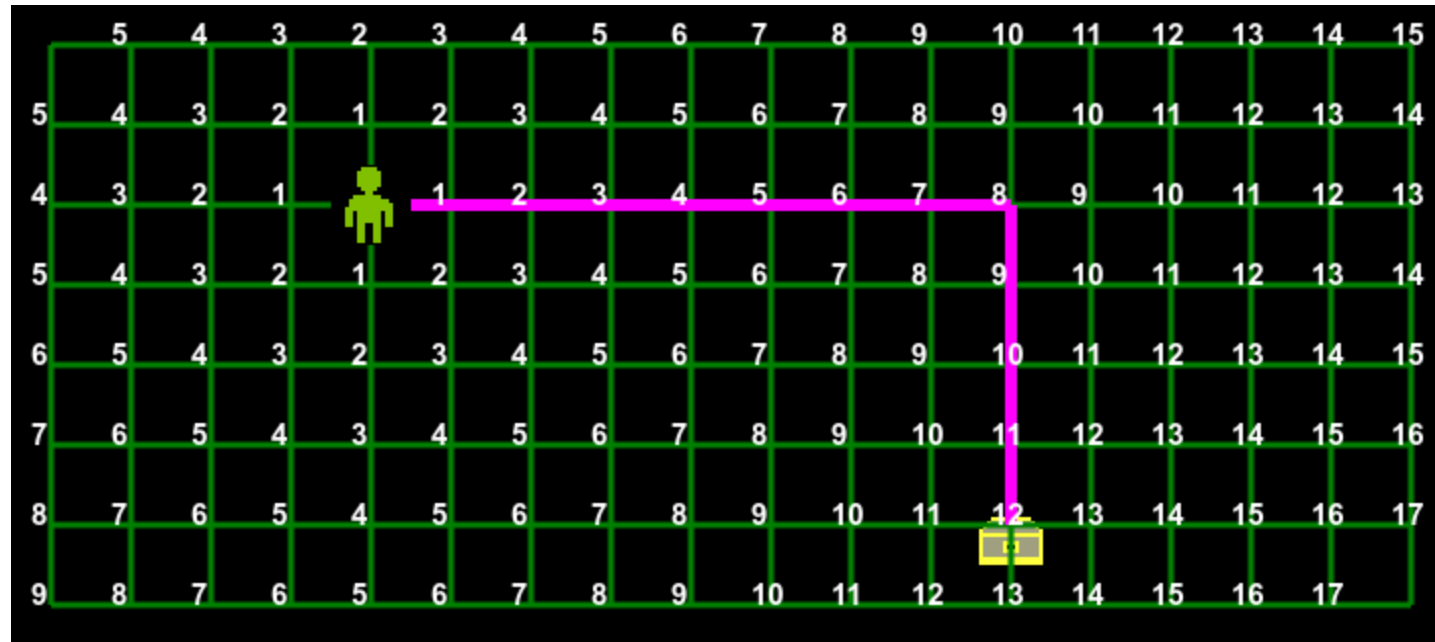 5 4 3 2 3 4 5 6 7 8 9 10 11 12 13 14 15
5 4 3 2 1 2 3 4 5 6 7 8 9 10 11 12 13 14
4 3 2 1 1 2 3 4 5 6 7 8 9 10 11 12 13
5 4 3 2 1 2 3 4 5 6 7 8 9 10 11 12 13 14
6 5 4 3 2 3 4 5 6 7 8 9 10 11 12 13 14 15
7 6 5 4 3 4 5 6 7 8 9 10 11 12 13 14 15 16
8 7 6 5 4 5 6 7 8 9 10 11 12 13 14 15 16 17
9 8 7 6 5 6 7 8 9 10 11 12 13 14 15 16 17